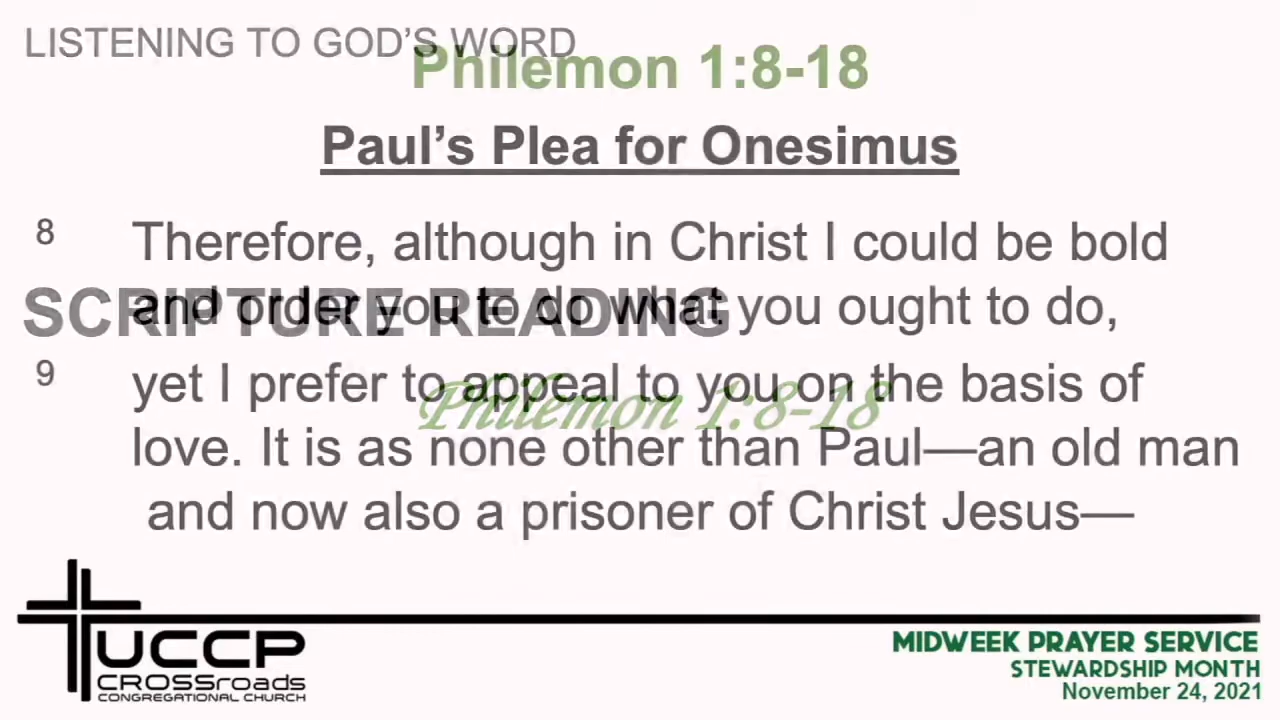 LISTENING TO GOD'S WORD
Philemon 1:8-18
Paul's Plea for Onesimus
8 Therefore, although in Christ I could be bold
and order you to do what you ought to do,
SCRIPTURE READING
9 yet I prefer to appeal to you on the basis of
Philemon 1:8-18
love. It is as none other than Paul—an old man
and now also a prisoner of Christ Jesus—
UCCP
CROSSroads
CONGREGATIONAL CHURCH
MIDWEEK PRAYER SERVICE
STEWARDSHIP MONTH
November 24, 2021